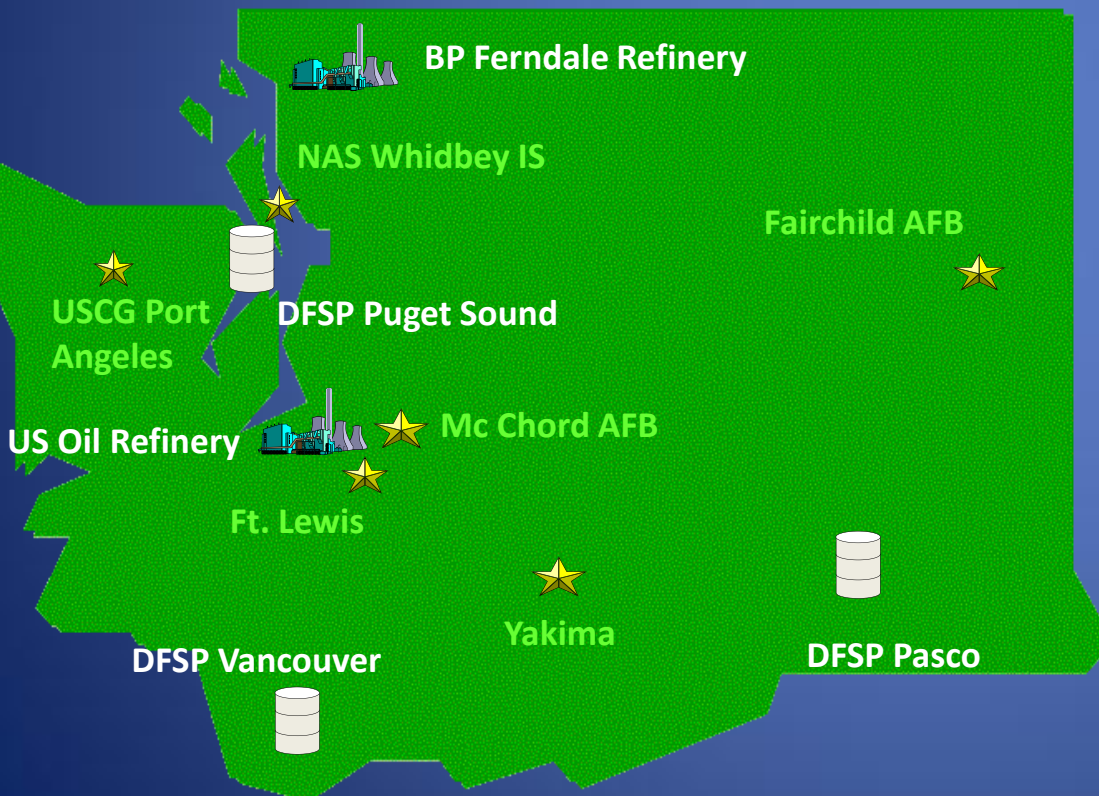 BP Ferndale Refinery
NAS Whidbey IS
Fairchild AFB
USCG Port
Angeles
DFSP Puget Sound
US Oil Refinery
Mc Chord AFB
Ft. Lewis
Yakima
DFSP Vancouver
DFSP Pasco